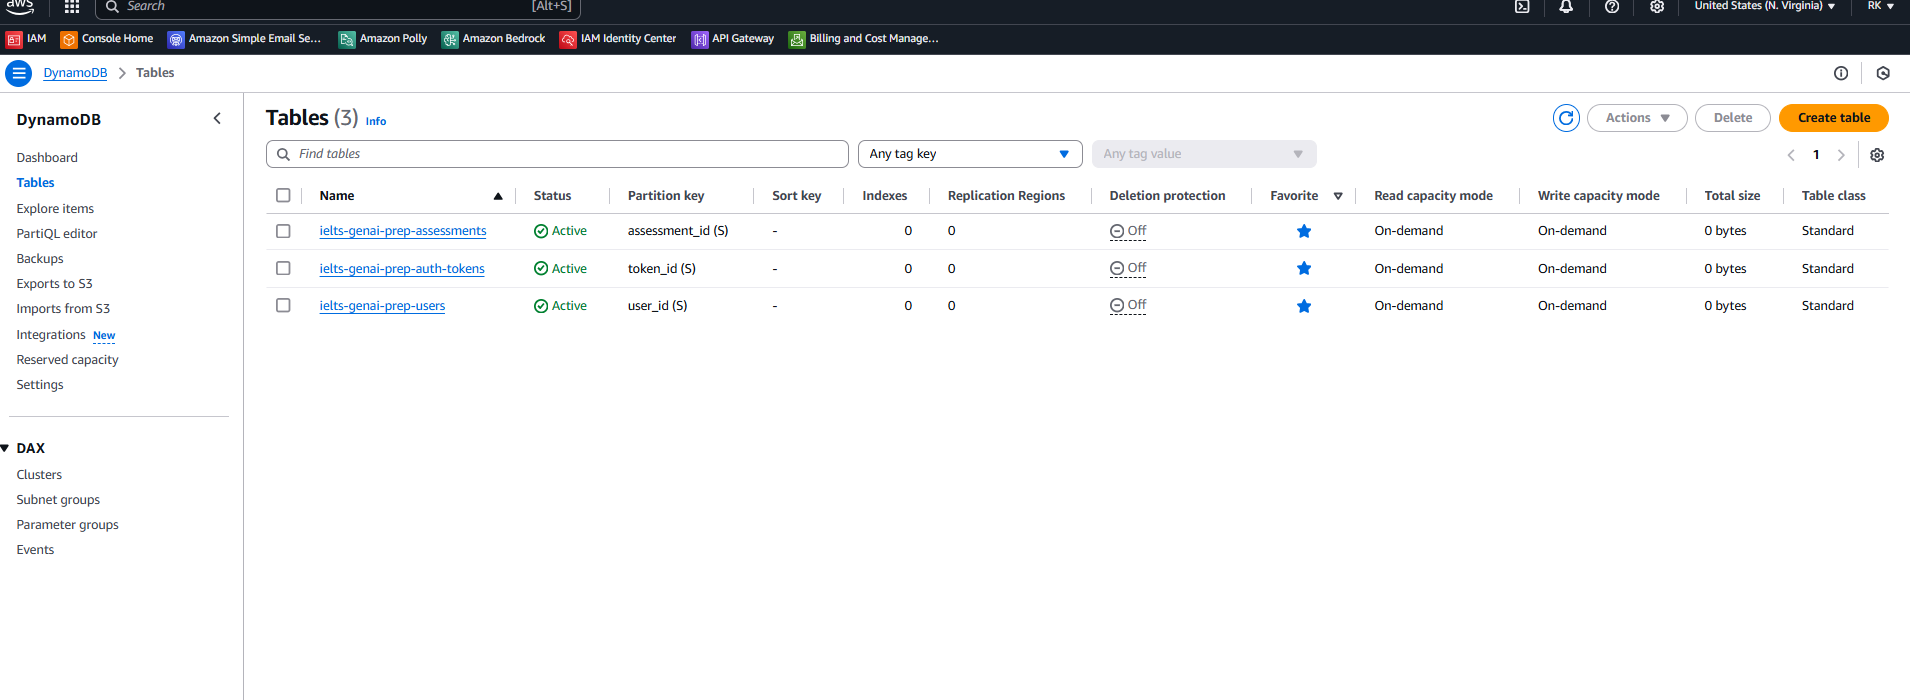 aws Search [Alt+S] United States (N. Virginia) RK
IAM Console Home Amazon Simple Email Se... Amazon Polly Amazon Bedrock IAM Identity Center API Gateway Billing and Cost Manage...
DynamoDB Tables
DynamoDB
Dashboard
Tables
Explore items
PartiQL editor
Backups
Exports to S3
Imports from S3
Integrations New
Reserved capacity
Settings
DAX
Clusters
Subnet groups
Parameter groups
Events
Tables (3) Info Actions Delete Create table
Find tables Any tag key Any tag value 1
Name Status Partition key Sort key Indexes Replication Regions Deletion protection Favorite Read capacity mode Write capacity mode Total size Table class
ielts-genai-prep-assessments Active assessment_id (S) - 0 0 Off On-demand On-demand 0 bytes Standard
ielts-genai-prep-auth-tokens Active token_id (S) - 0 0 Off On-demand On-demand 0 bytes Standard
ielts-genai-prep-users Active user_id (S) - 0 0 Off On-demand On-demand 0 bytes Standard